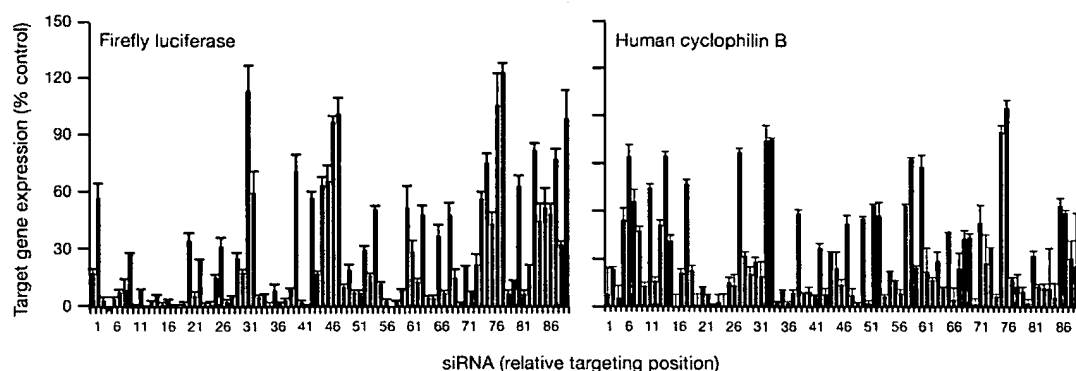 Target gene expression (% control)
150
120
90
60
30
0
Firefly luciferase
1 6 11 16 21 26 31 36 41 46 51 56 61 66 71 76 81 86
Human cyclophilin B
1 6 11 16 21 26 31 36 41 46 51 56 61 66 71 76 81 86
siRNA (relative targeting position)